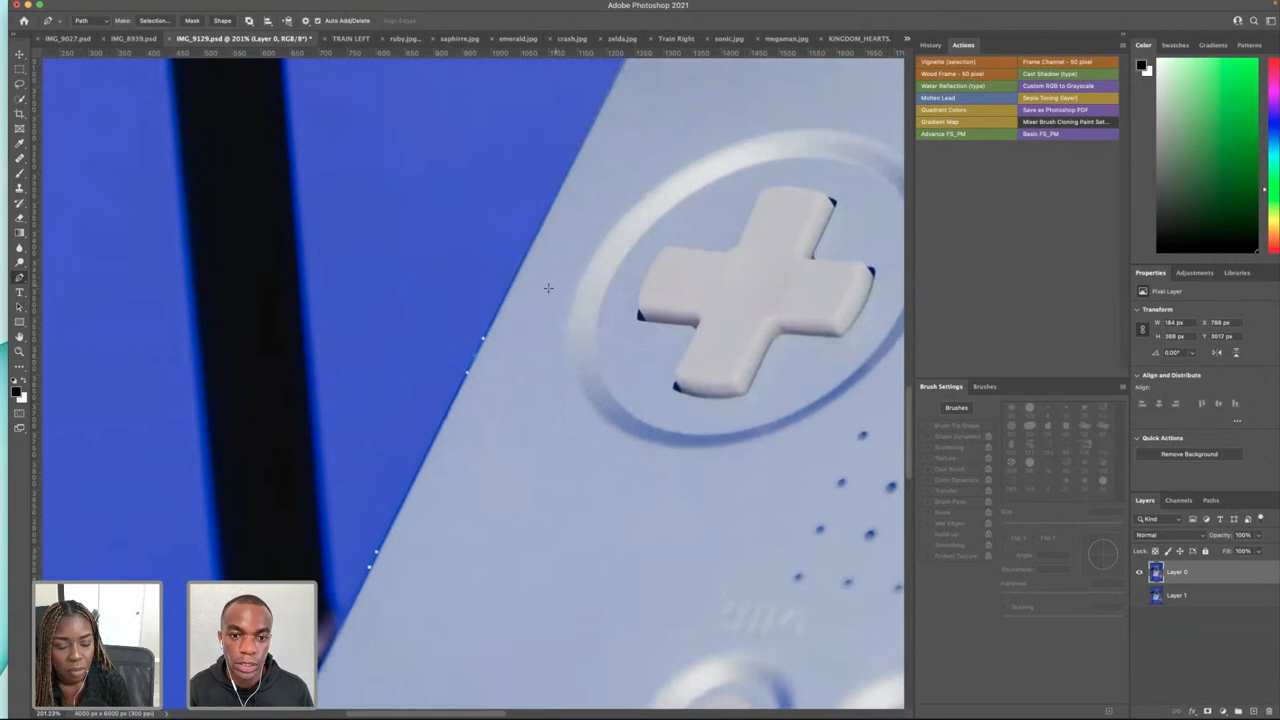 Adobe Photoshop 2021
Path Make: Selection... Mask Shape Auto Add/Delete Align Edges
IMG_9027.psd IMG_8939.psd IMG_9129.psd @ 201% (Layer 0, RGB/8#) * TRAIN LEFT ruby.jpg... saphirre.jpg emerald.jpg crash.jpg zelda.jpg Train Right sonic.jpg megaman.jpg KINGDOM_HEARTS,
History Actions
Vignette (selection) Frame Channel - 50 pixel
Wood Frame - 50 pixel Cast Shadow (type)
Water Reflection (type) Custom RGB to Grayscale
Molten Lead Sepia Toning (layer)
Quadrant Colors Save as Photoshop PDF
Gradient Map Mixer Brush Cloning Paint Set...
Advance FS_PM Basic FS_PM
Color Swatches Gradients Patterns
Properties Adjustments Libraries
Pixel Layer
Transform
W: 184 px X: 788 px
H: 368 px Y: 3017 px
0.00°
Align and Distribute
Align:
Quick Actions
Remove Background
Brush Settings Brushes
Brushes
Brush Tip Shape
Shape Dynamics
Scattering
Texture
Dual Brush
Color Dynamics
Transfer
Brush Pose
Noise
Wet Edges
Build-up
Smoothing
Protect Texture
Size
Flip X Flip Y
Angle:
Roundness:
Hardness:
Spacing
Layers Channels Paths
Kind
Normal Opacity: 100%
Lock: Fill: 100%
Layer 0
Layer 1
201.23% 4000 px x 6000 px (300 ppi)